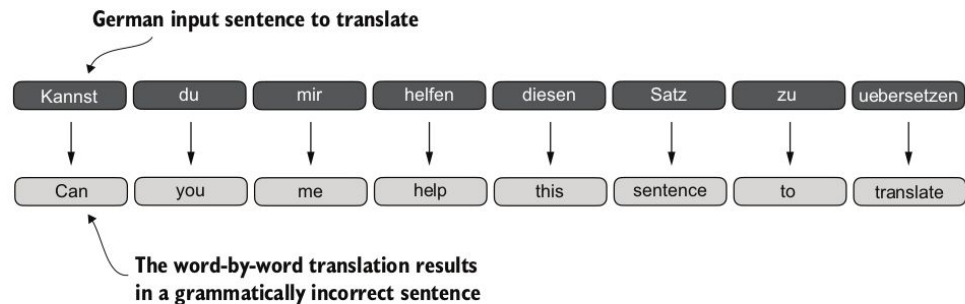 German input sentence to translate
Kannst du mir helfen diesen Satz zu uebersetzen
Can you me help this sentence to translate
The word-by-word translation results
in a grammatically incorrect sentence